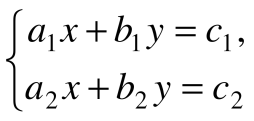 a₁x + b₁y = c₁,
a₂x + b₂y = c₂